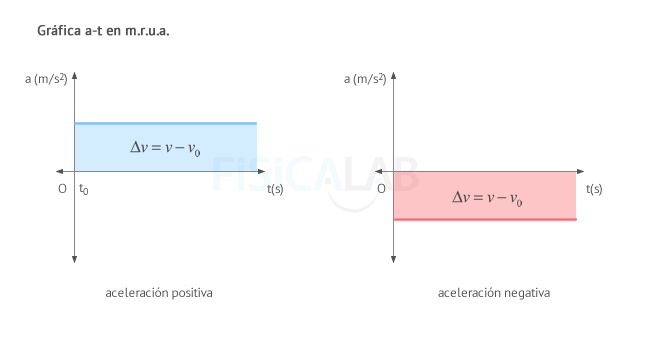 Gráfica a-t en m.r.u.a.
a (m/s²)
Δv = v − v₀
O t₀ t(s)
aceleración positiva
a (m/s²)
O t(s)
Δv = v − v₀
aceleración negativa
FiSiCALAB